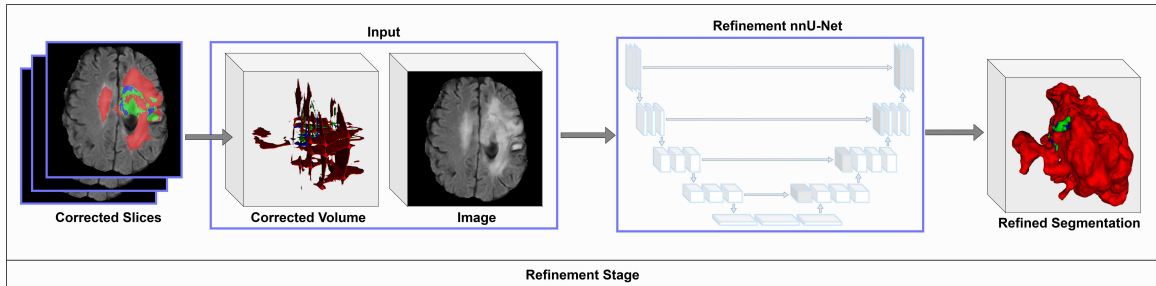 Input
Refinement nnU-Net
Corrected Slices
Corrected Volume
Image
Refined Segmentation
Refinement Stage